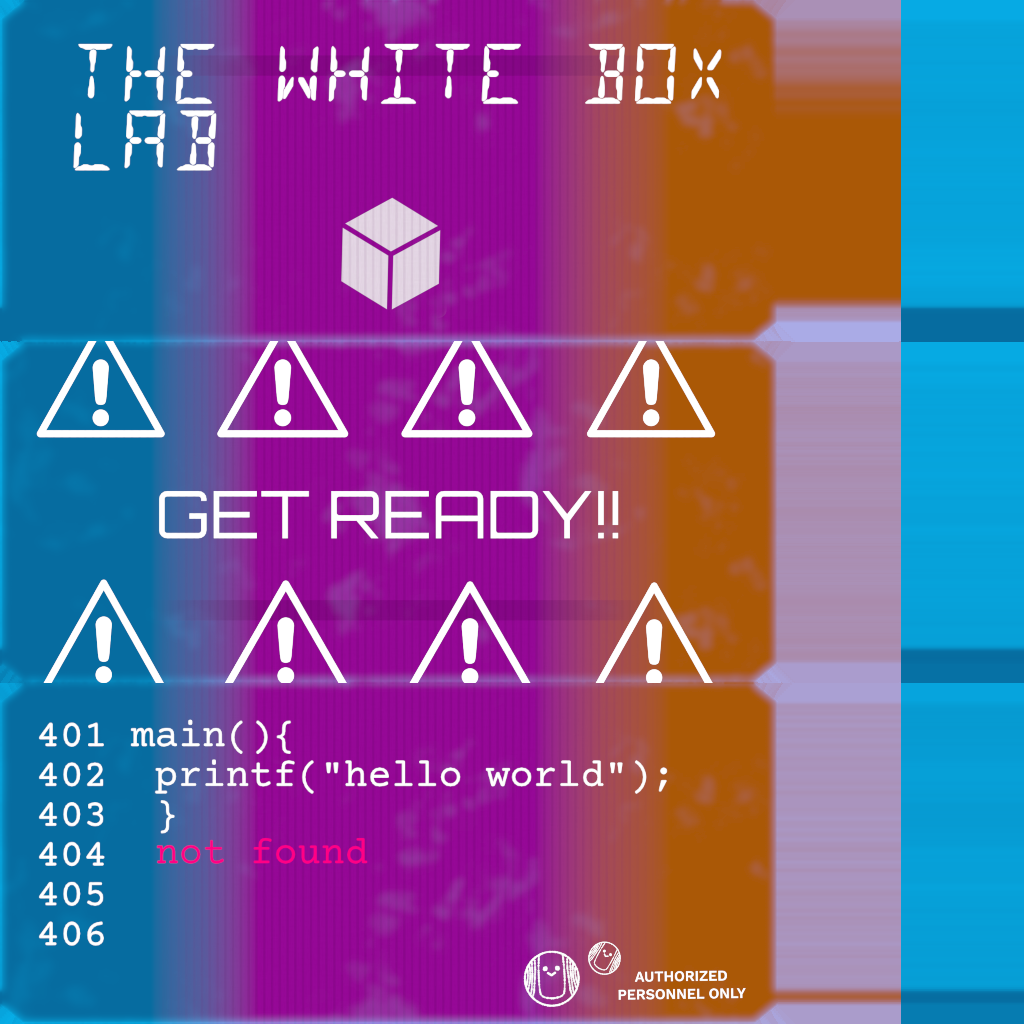 THE WHITE BOX
LAB
GET READY!!
401 main(){
402 printf("hello world");
403 }
404 not found
405
406
AUTHORIZED
PERSONNEL ONLY